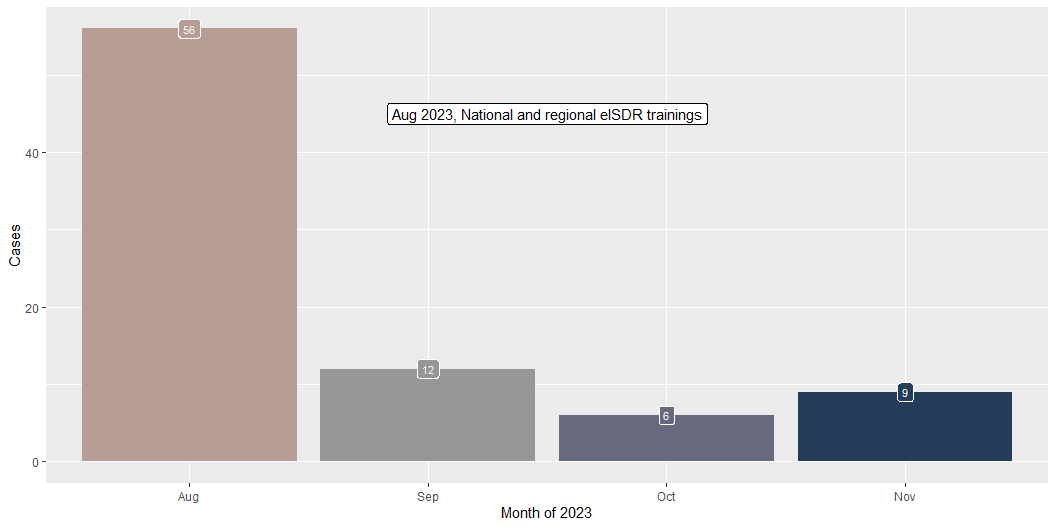 56
Aug 2023, National and regional eISDR trainings
40
Cases
20
12
9
6
0
Aug Sep Oct Nov
Month of 2023